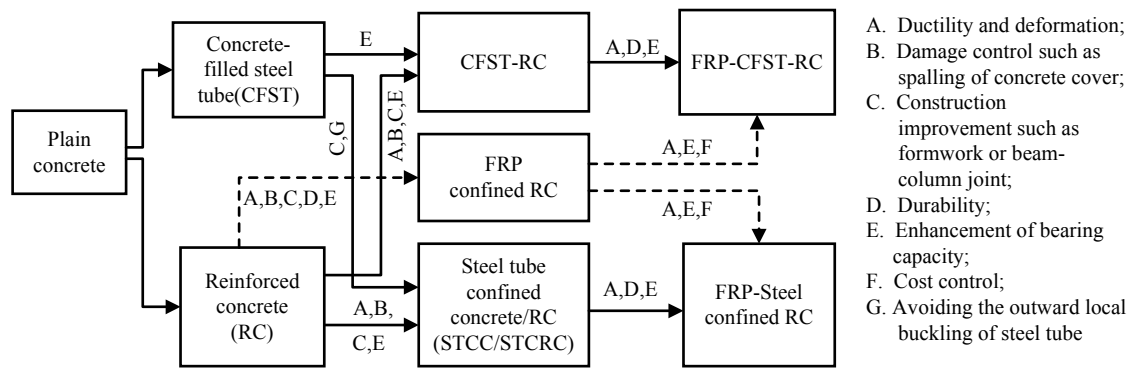 Plain
concrete
Concrete-
filled steel
tube(CFST)
Reinforced
concrete
(RC)
E
C,G
A,B,C,E
A,B,C,D,E
A,B,
C,E
CFST-RC
FRP
confined RC
Steel tube
confined
concrete/RC
(STCC/STCRC)
A,D,E
A,E,F
A,E,F
A,D,E
FRP-CFST-RC
FRP-Steel
confined RC
A. Ductility and deformation;
B. Damage control such as
spalling of concrete cover;
C. Construction
improvement such as
formwork or beam-
column joint;
D. Durability;
E. Enhancement of bearing
capacity;
F. Cost control;
G. Avoiding the outward local
buckling of steel tube